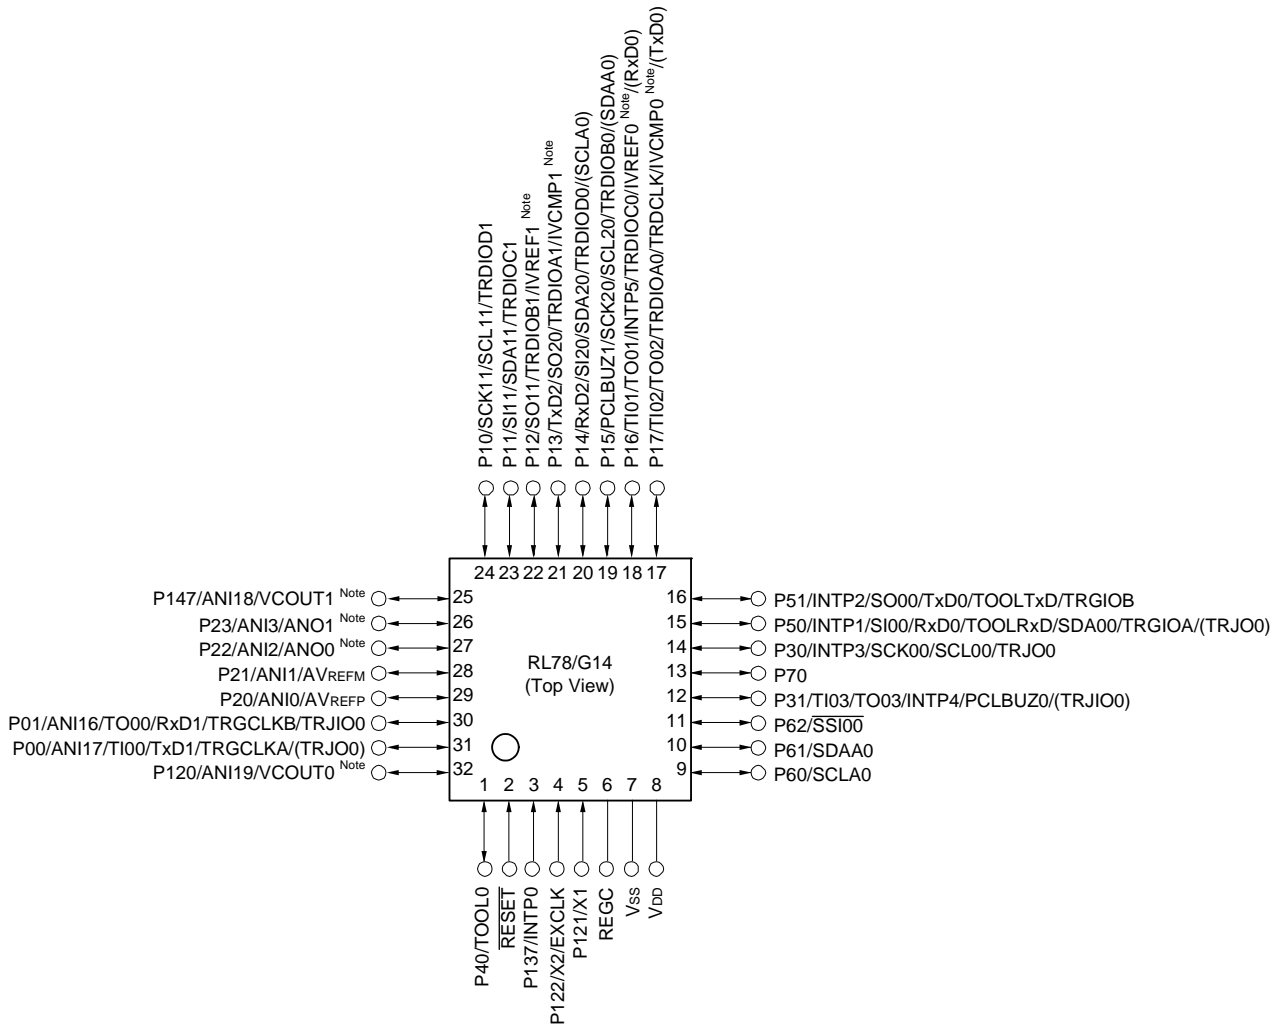 P10/SCK11/SCL11/TRDIOD1
P11/SI11/SDA11/TRDIOC1
P12/SO11/TRDIOB1/IVREF1 Note
P13/TxD2/SO20/TRDIOA1/IVCMP1 Note
P14/RxD2/SI20/SDA20/TRDIOD0/(SCLA0)
P15/PCLBUZ1/SCK20/SCL20/TRDIOB0/(SDAA0)
P16/TI01/TO01/INTP5/TRDIOC0/IVREF0 Note/(RxD0)
P17/TI02/TO02/TRDIOA0/TRDCLK/IVCMP0 Note/(TxD0)
24 23 22 21 20 19 18 17
P147/ANI18/VCOUT1 Note 25
P23/ANI3/ANO1 Note 26
P22/ANI2/ANO0 Note 27
P21/ANI1/AVREFM 28
P20/ANI0/AVREFP 29
P01/ANI16/TO00/RxD1/TRGCLKB/TRJIO0 30
P00/ANI17/TI00/TxD1/TRGCLKA/(TRJO0) 31
P120/ANI19/VCOUT0 Note 32
RL78/G14
(Top View)
16 P51/INTP2/SO00/TxD0/TOOLTxD/TRGIOB
15 P50/INTP1/SI00/RxD0/TOOLRxD/SDA00/TRGIOA/(TRJO0)
14 P30/INTP3/SCK00/SCL00/TRJO0
13 P70
12 P31/TI03/TO03/INTP4/PCLBUZ0/(TRJIO0)
11 P62/SSI00
10 P61/SDAA0
9 P60/SCLA0
1 2 3 4 5 6 7 8
P40/TOOL0
RESET
P137/INTP0
P122/X2/EXCLK
P121/X1
REGC
VSS
VDD